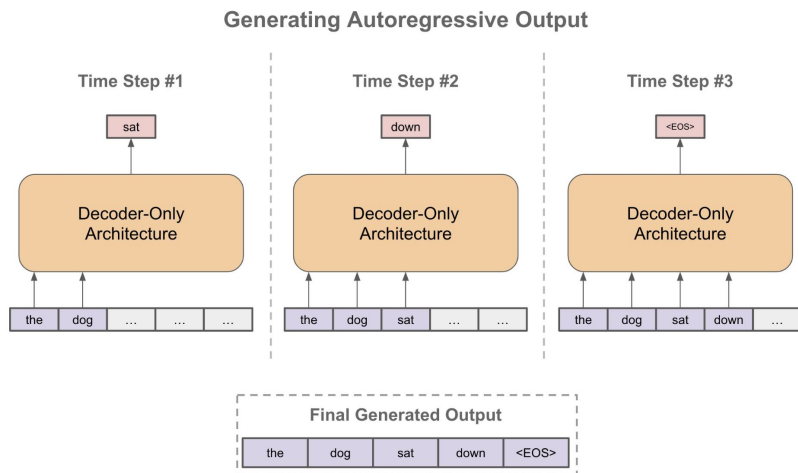 Generating Autoregressive Output
Time Step #1
Time Step #2
Time Step #3
sat
down
<EOS>
Decoder-Only
Architecture
Decoder-Only
Architecture
Decoder-Only
Architecture
the dog … … …
the dog sat … …
the dog sat down …
Final Generated Output
the dog sat down <EOS>